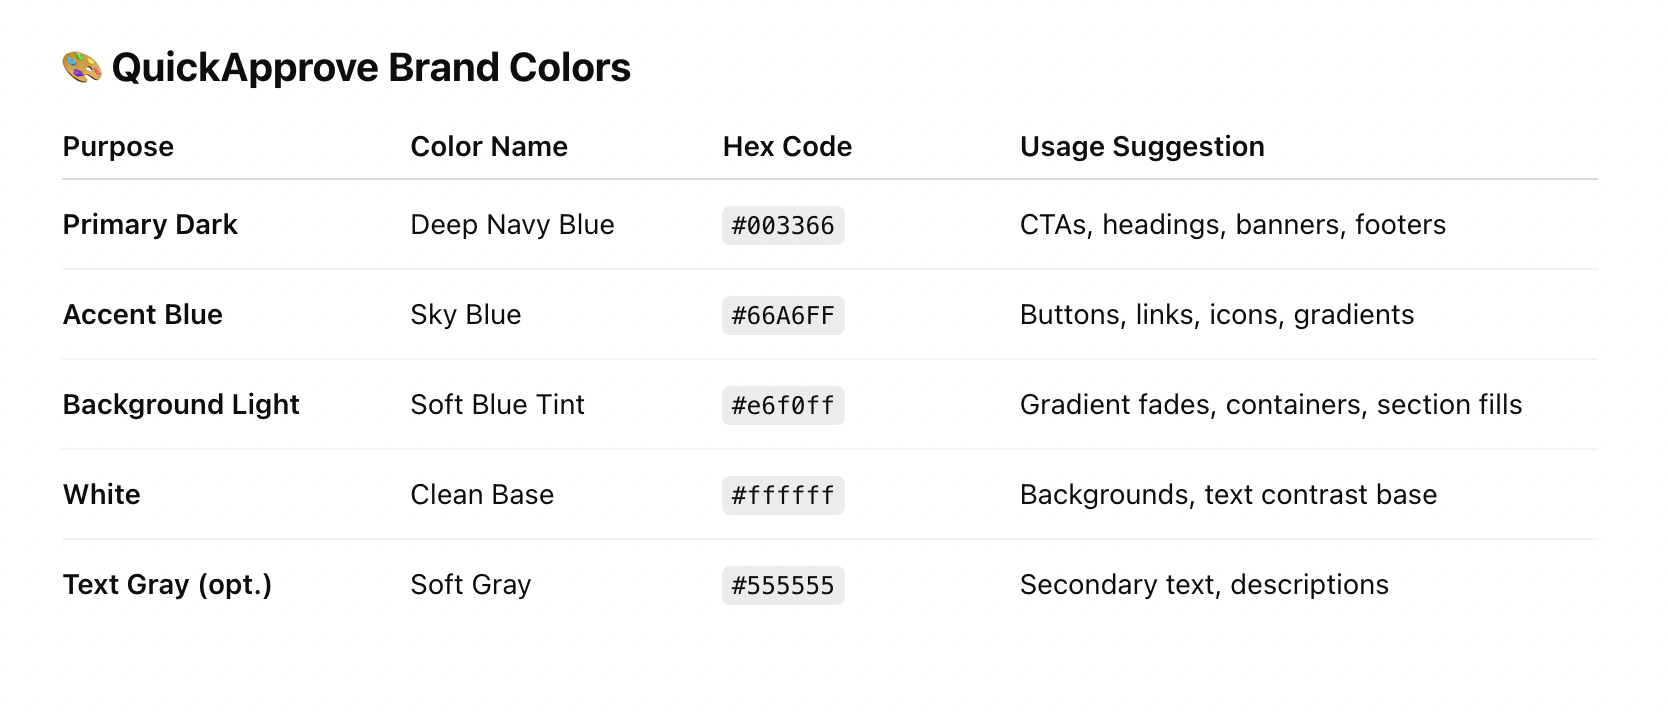 🎨 QuickApprove Brand Colors
Purpose Color Name Hex Code Usage Suggestion
Primary Dark Deep Navy Blue #003366 CTAs, headings, banners, footers
Accent Blue Sky Blue #66A6FF Buttons, links, icons, gradients
Background Light Soft Blue Tint #e6f0ff Gradient fades, containers, section fills
White Clean Base #ffffff Backgrounds, text contrast base
Text Gray (opt.) Soft Gray #555555 Secondary text, descriptions